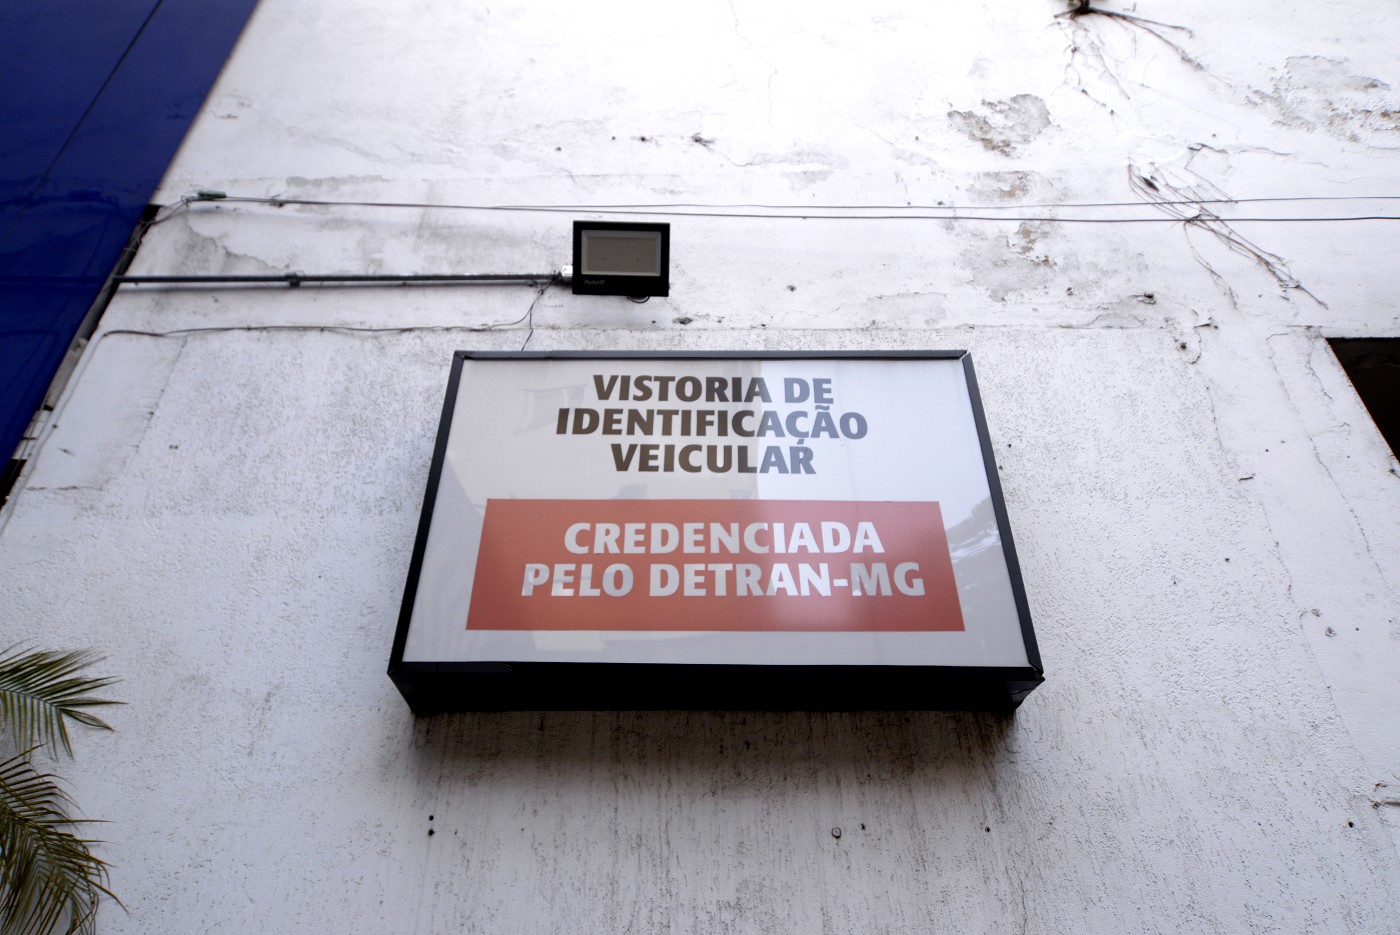 VISTORIA DE
IDENTIFICAÇÃO
VEICULAR
CREDENCIADA
PELO DETRAN-MG